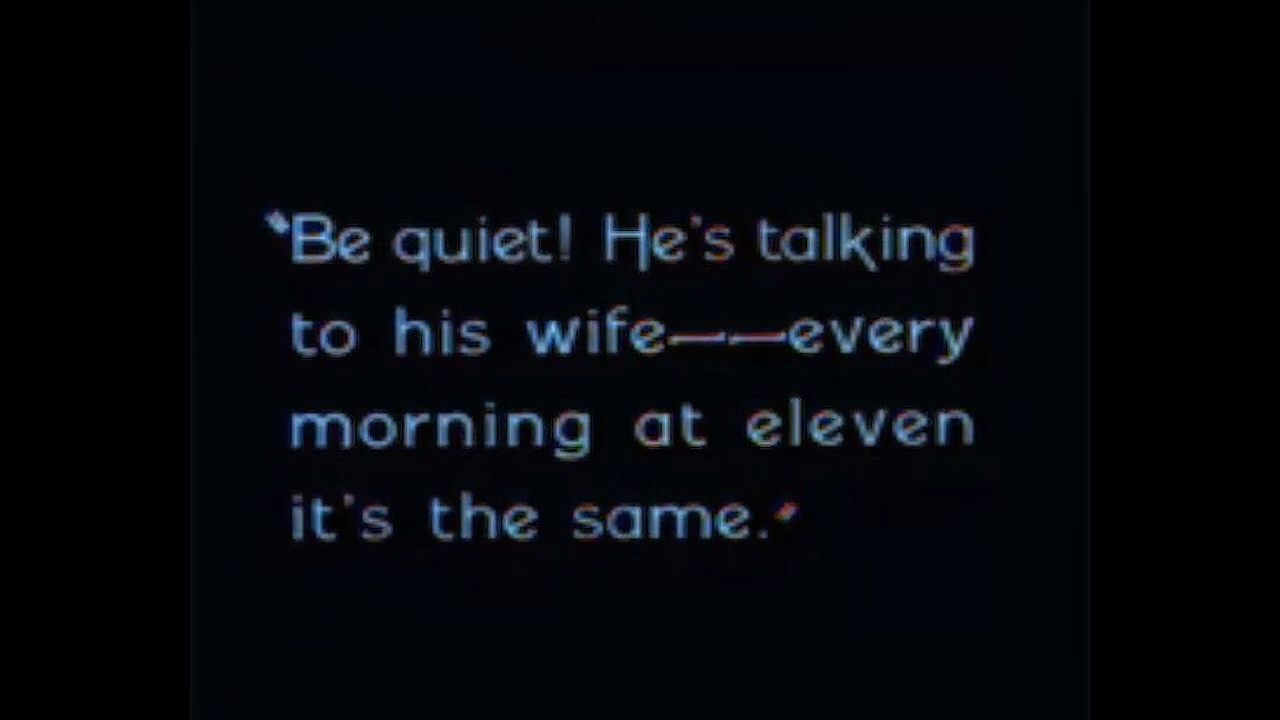 "Be quiet! He's talking
to his wife——every
morning at eleven
it's the same."